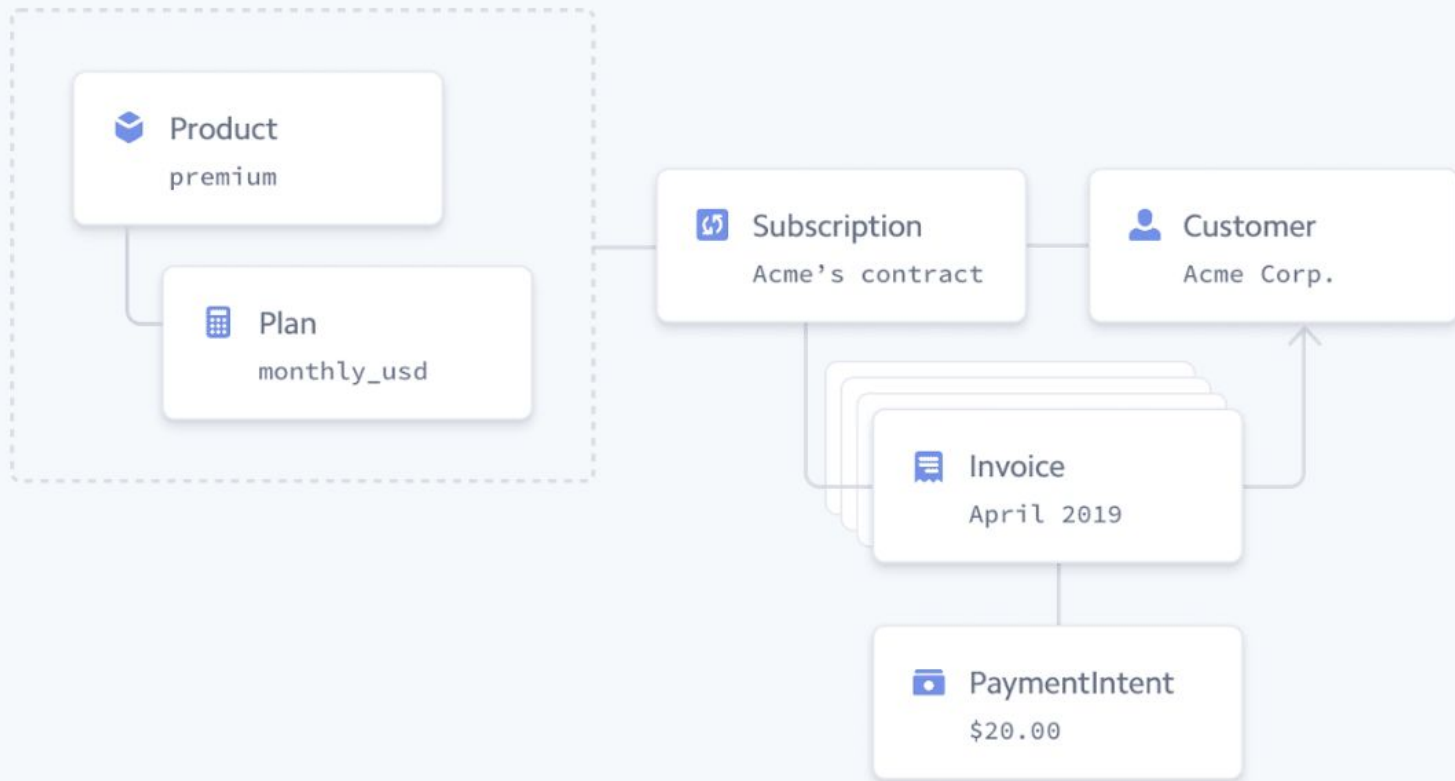 Product
premium
Plan
monthly_usd
Subscription
Acme’s contract
Customer
Acme Corp.
Invoice
April 2019
PaymentIntent
$20.00